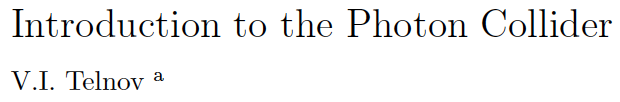 Introduction to the Photon Collider
V.I. Telnov a